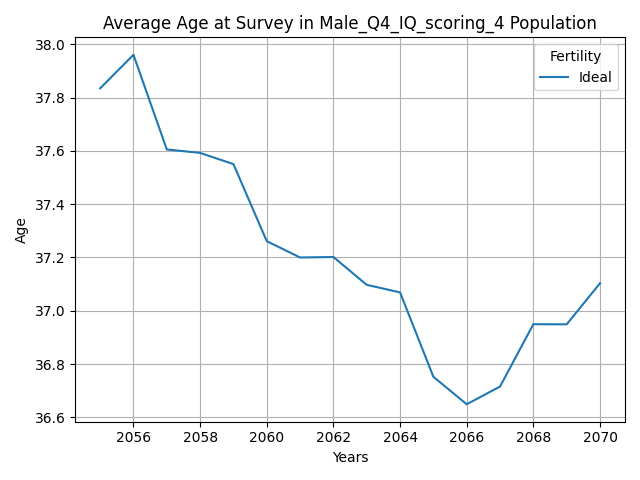 Average Age at Survey in Male_Q4_IQ_scoring_4 Population
Fertility
Ideal
38.0
37.8
37.6
37.4
37.2
37.0
36.8
36.6
Age
2056 2058 2060 2062 2064 2066 2068 2070
Years